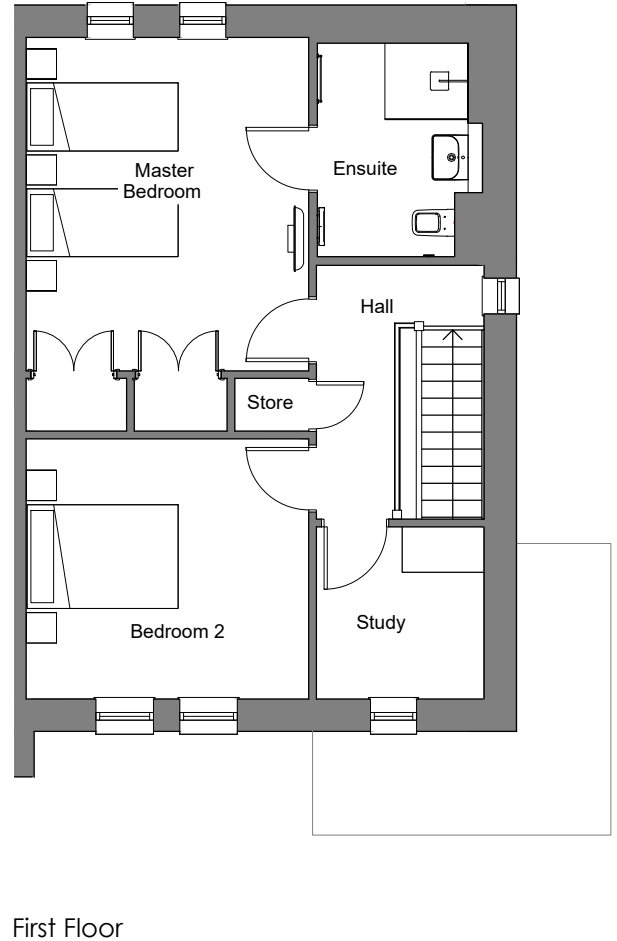 Master
Bedroom
Ensuite
Hall
Store
Bedroom 2
Study
First Floor